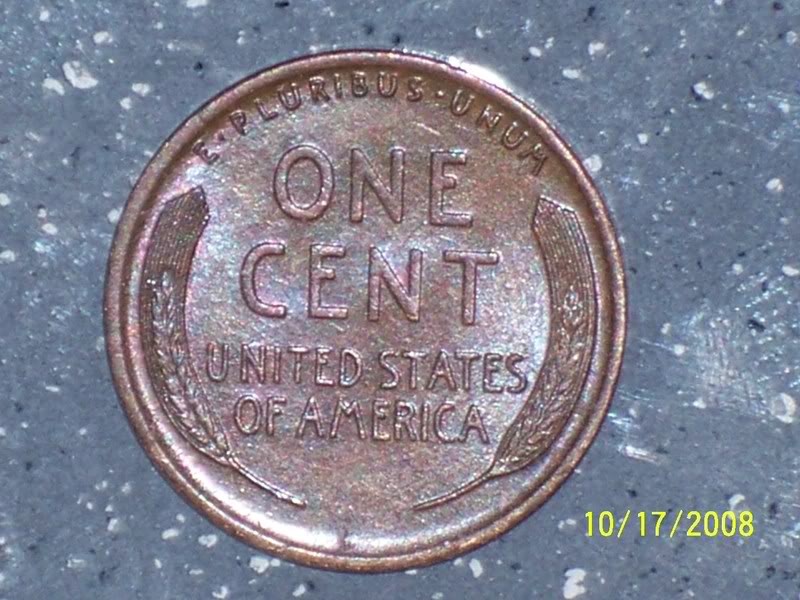 E·PLURIBUS·UNUM
ONE
CENT
UNITED STATES
OF AMERICA
10/17/2008